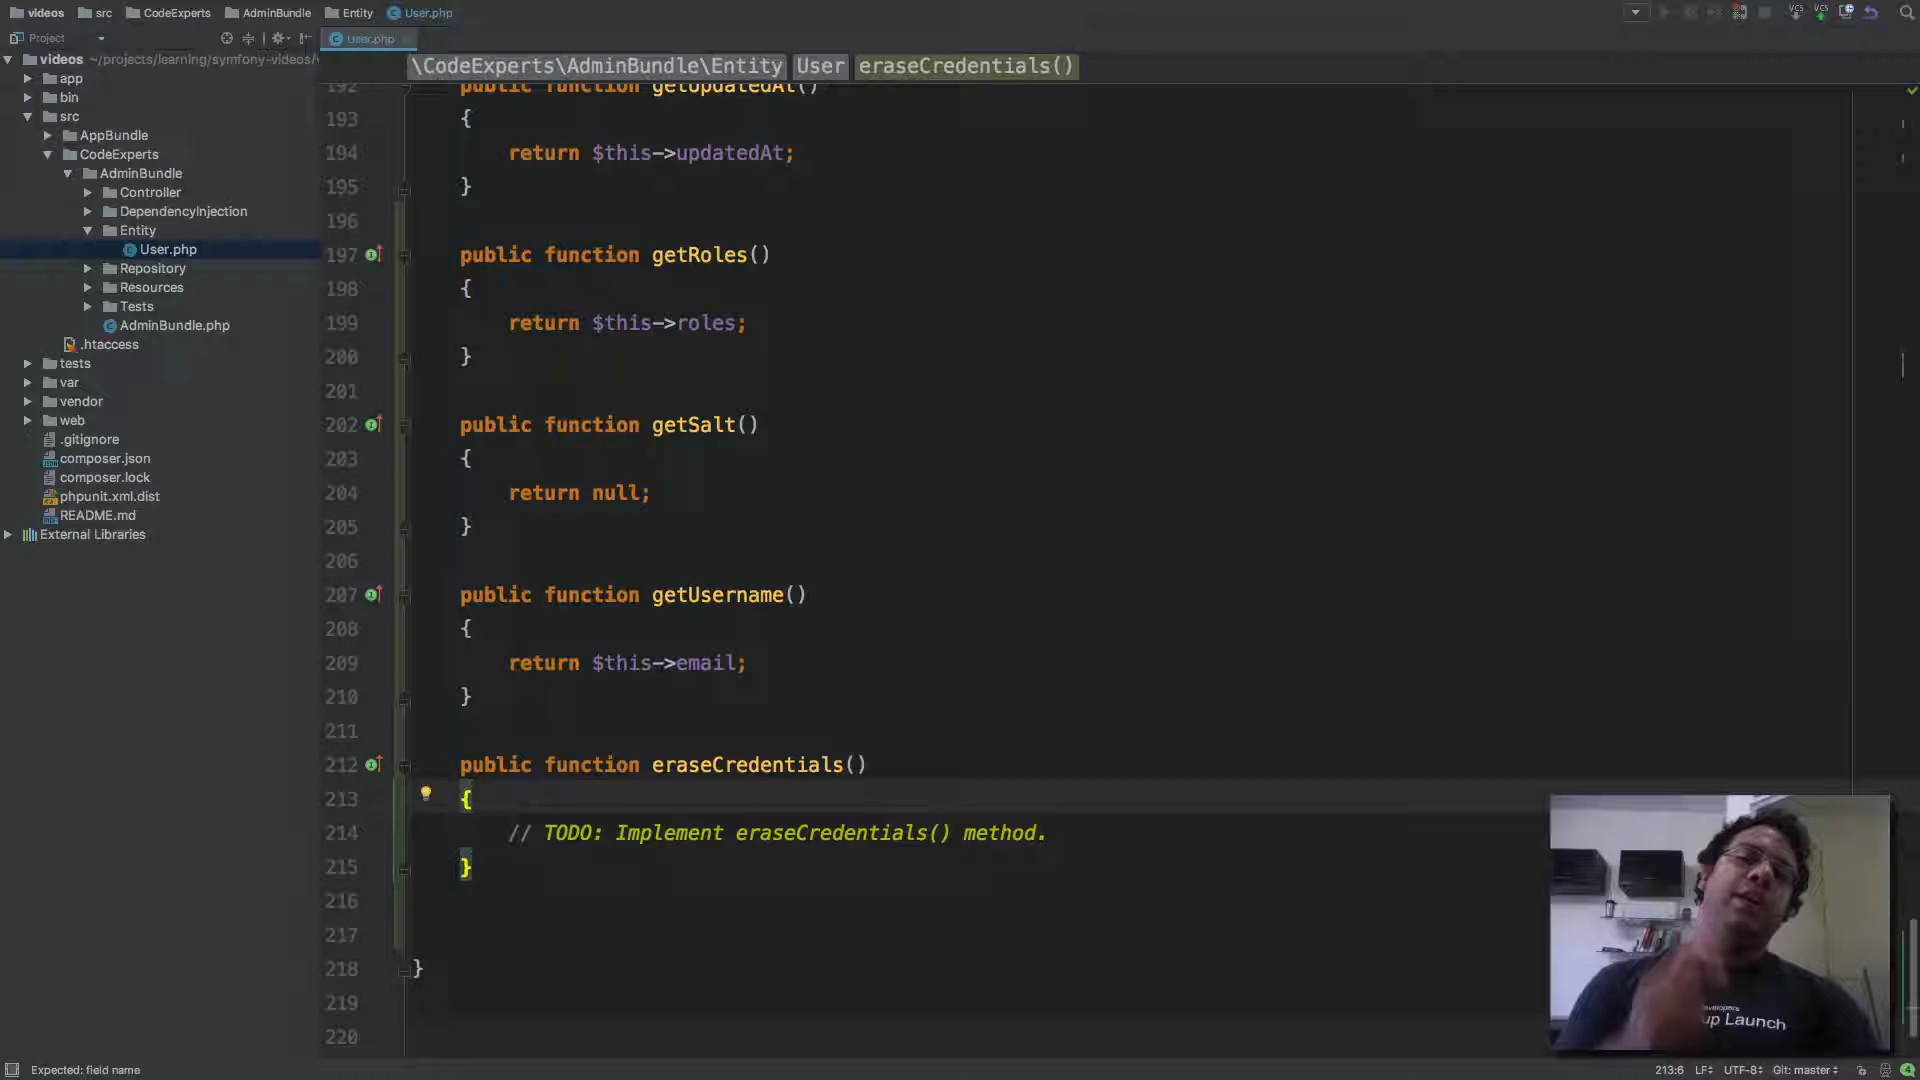 videos src CodeExperts AdminBundle Entity User.php
Project
User.php
videos ~/projects/learning/symfony-videos/
\CodeExperts\AdminBundle\Entity User eraseCredentials()
app
bin
src
AppBundle
CodeExperts
AdminBundle
Controller
DependencyInjection
Entity
User.php
Repository
Resources
Tests
AdminBundle.php
.htaccess
tests
var
vendor
web
.gitignore
composer.json
composer.lock
phpunit.xml.dist
README.md
External Libraries
192 public function getUpdatedAt()
193 {
194 return $this->updatedAt;
195 }
196
197 public function getRoles()
198 {
199 return $this->roles;
200 }
201
202 public function getSalt()
203 {
204 return null;
205 }
206
207 public function getUsername()
208 {
209 return $this->email;
210 }
211
212 public function eraseCredentials()
213 {
214 // TODO: Implement eraseCredentials() method.
215 }
216
217
218 }
219
220
up Launch
Expected: field name
213:6 LF UTF-8 Git: master 4